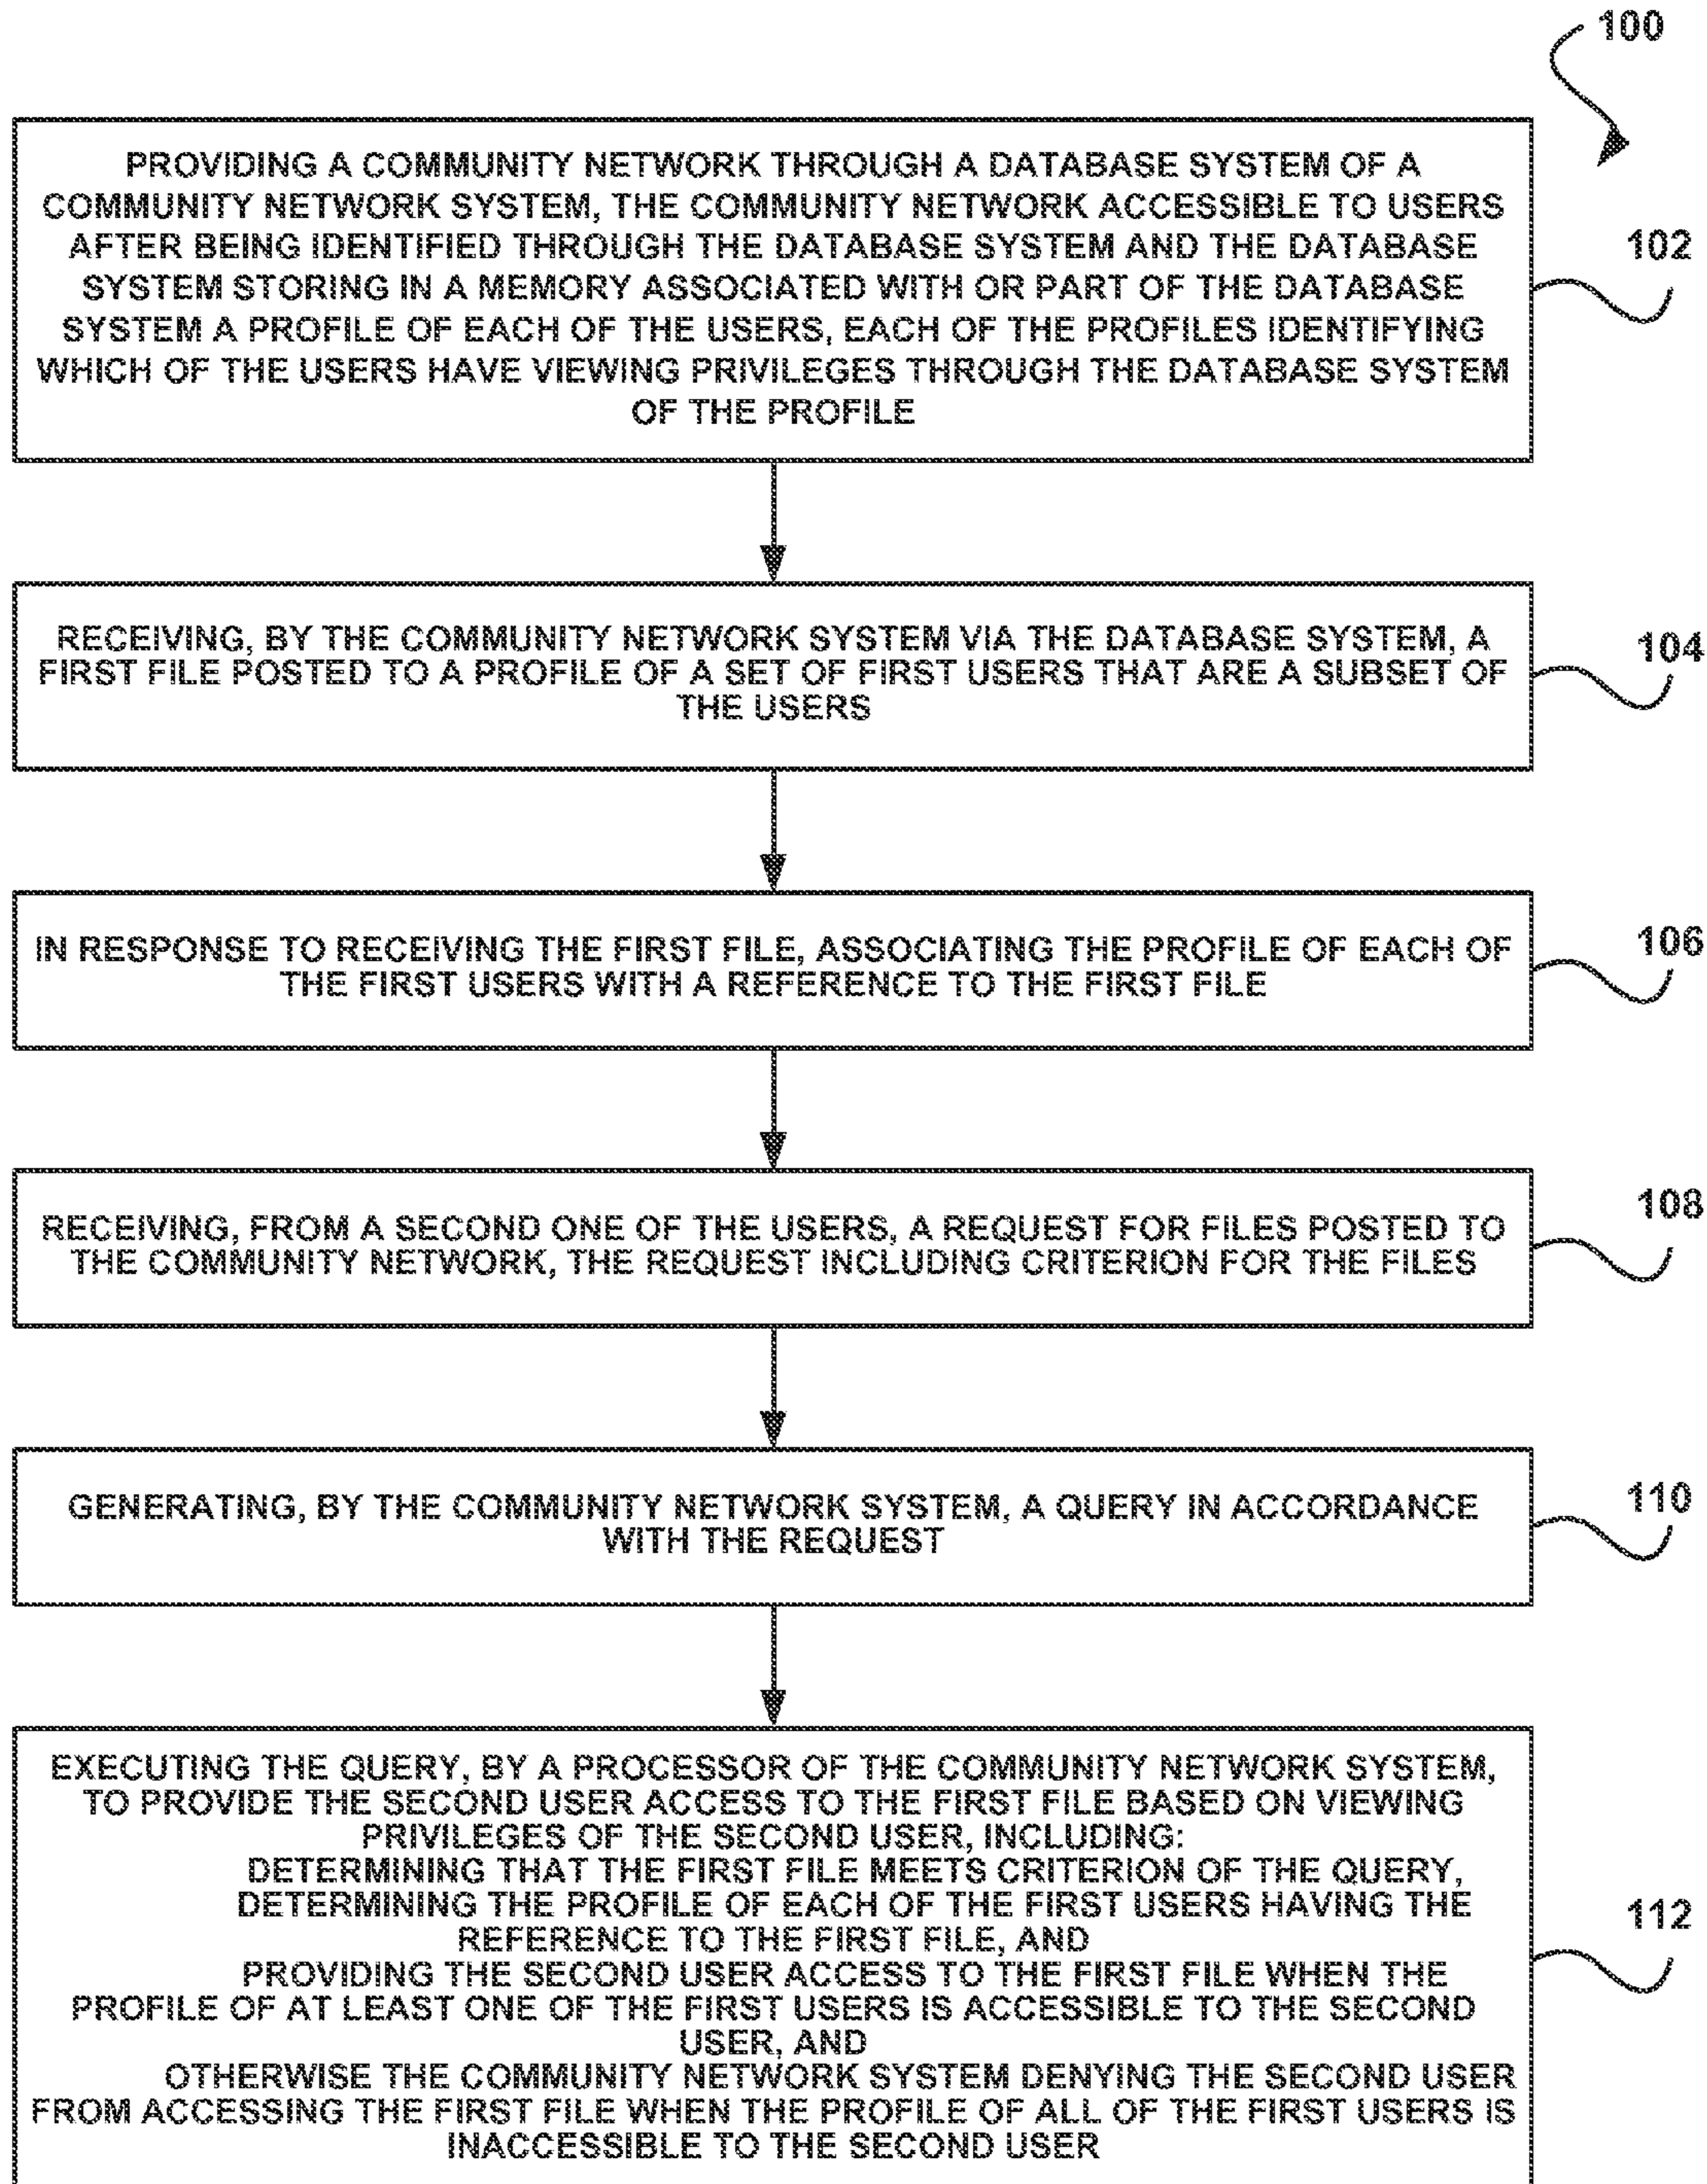 100
PROVIDING A COMMUNITY NETWORK THROUGH A DATABASE SYSTEM OF A
COMMUNITY NETWORK SYSTEM, THE COMMUNITY NETWORK ACCESSIBLE TO USERS
AFTER BEING IDENTIFIED THROUGH THE DATABASE SYSTEM AND THE DATABASE
SYSTEM STORING IN A MEMORY ASSOCIATED WITH OR PART OF THE DATABASE
SYSTEM A PROFILE OF EACH OF THE USERS, EACH OF THE PROFILES IDENTIFYING
WHICH OF THE USERS HAVE VIEWING PRIVILEGES THROUGH THE DATABASE SYSTEM
OF THE PROFILE
102
RECEIVING, BY THE COMMUNITY NETWORK SYSTEM VIA THE DATABASE SYSTEM, A
FIRST FILE POSTED TO A PROFILE OF A SET OF FIRST USERS THAT ARE A SUBSET OF
THE USERS
104
IN RESPONSE TO RECEIVING THE FIRST FILE, ASSOCIATING THE PROFILE OF EACH OF
THE FIRST USERS WITH A REFERENCE TO THE FIRST FILE
106
RECEIVING, FROM A SECOND ONE OF THE USERS, A REQUEST FOR FILES POSTED TO
THE COMMUNITY NETWORK, THE REQUEST INCLUDING CRITERION FOR THE FILES
108
GENERATING, BY THE COMMUNITY NETWORK SYSTEM, A QUERY IN ACCORDANCE
WITH THE REQUEST
110
EXECUTING THE QUERY, BY A PROCESSOR OF THE COMMUNITY NETWORK SYSTEM,
TO PROVIDE THE SECOND USER ACCESS TO THE FIRST FILE BASED ON VIEWING
PRIVILEGES OF THE SECOND USER, INCLUDING:
DETERMINING THAT THE FIRST FILE MEETS CRITERION OF THE QUERY,
DETERMINING THE PROFILE OF EACH OF THE FIRST USERS HAVING THE
REFERENCE TO THE FIRST FILE, AND
PROVIDING THE SECOND USER ACCESS TO THE FIRST FILE WHEN THE
PROFILE OF AT LEAST ONE OF THE FIRST USERS IS ACCESSIBLE TO THE SECOND
USER, AND
OTHERWISE THE COMMUNITY NETWORK SYSTEM DENYING THE SECOND USER
FROM ACCESSING THE FIRST FILE WHEN THE PROFILE OF ALL OF THE FIRST USERS IS
INACCESSIBLE TO THE SECOND USER
112